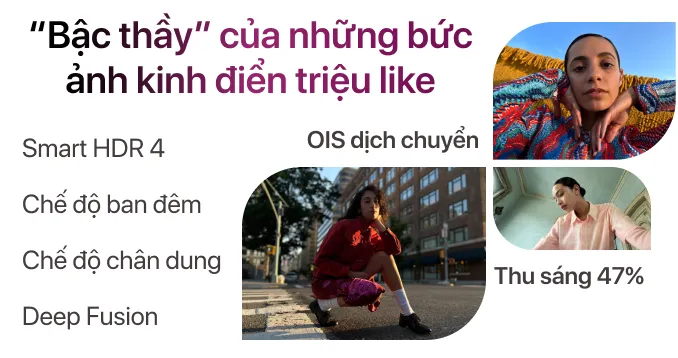 “Bậc thầy” của những bức
ảnh kinh điển triệu like
Smart HDR 4
OIS dịch chuyển
Chế độ ban đêm
Chế độ chân dung
Thu sáng 47%
Deep Fusion